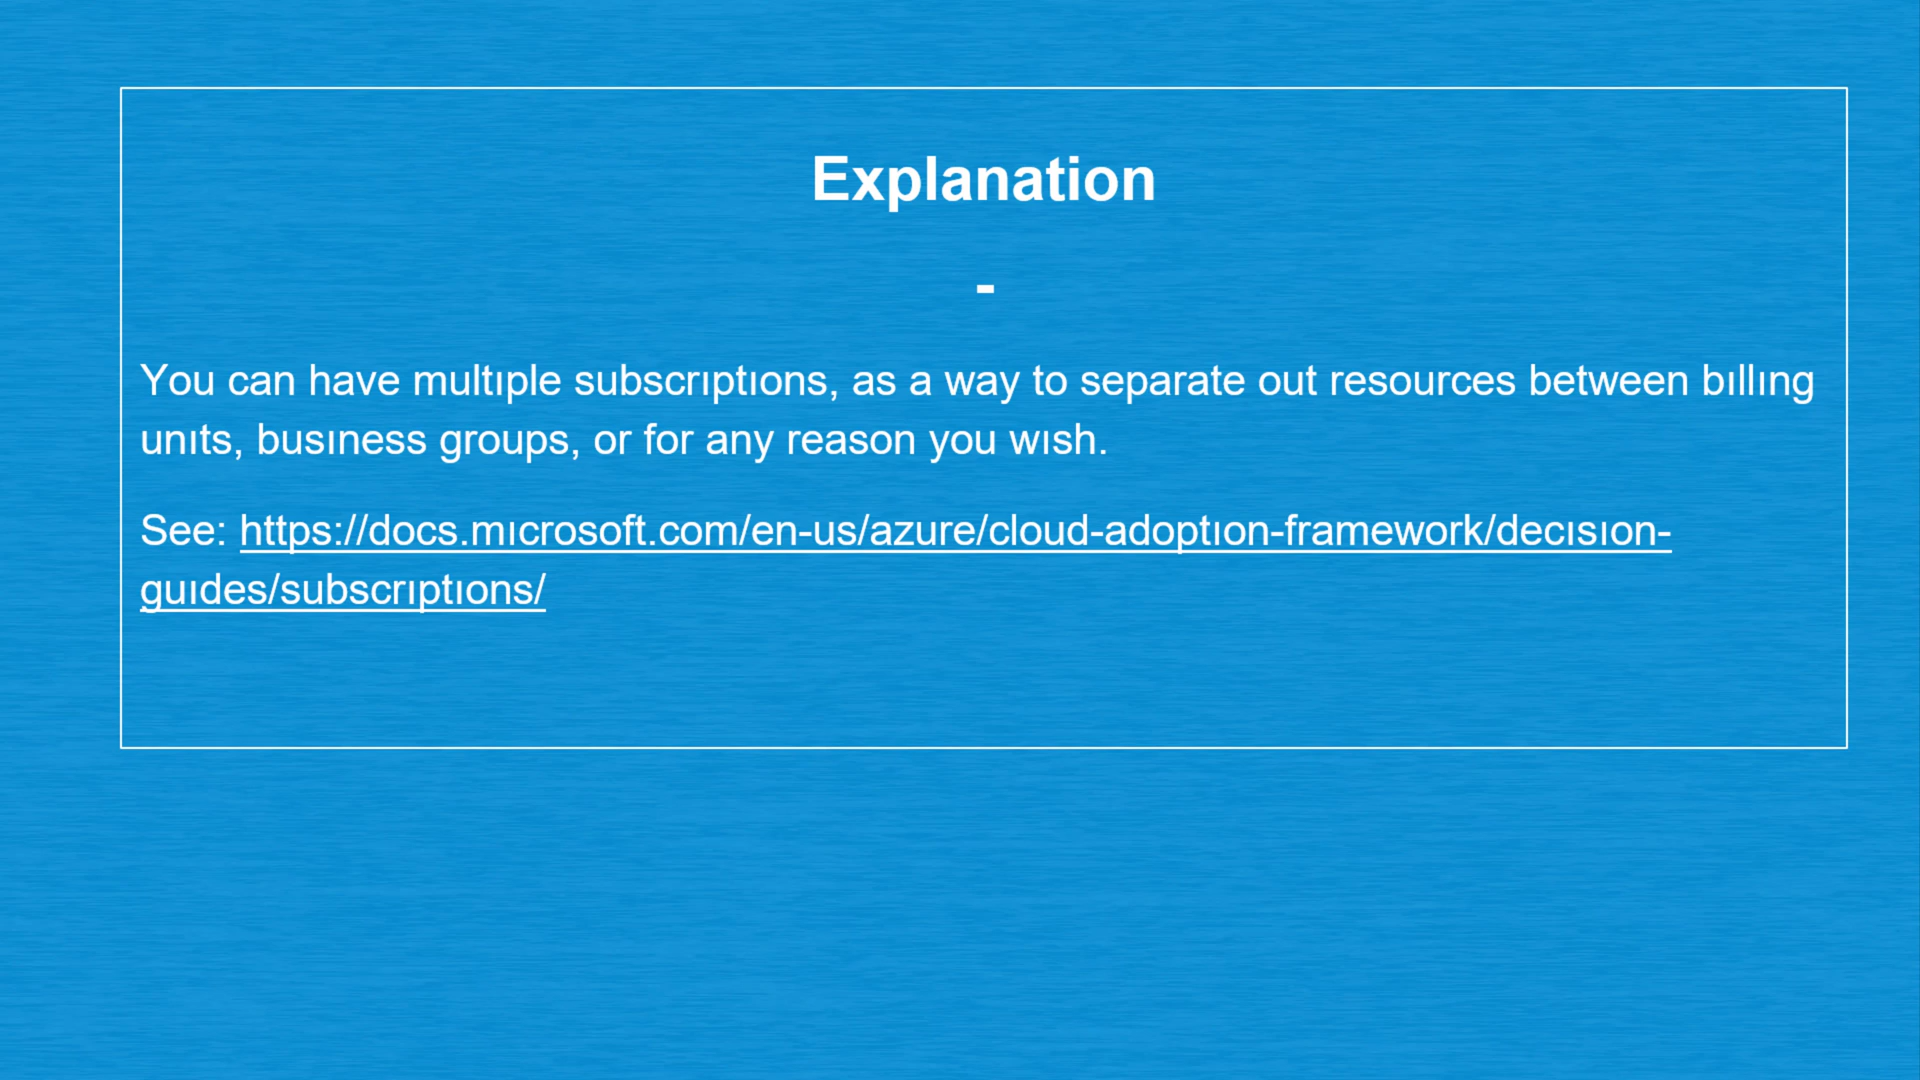 Explanation
-
You can have multiple subscriptions, as a way to separate out resources between billing
units, business groups, or for any reason you wish.
See: https://docs.microsoft.com/en-us/azure/cloud-adoption-framework/decision-
guides/subscriptions/